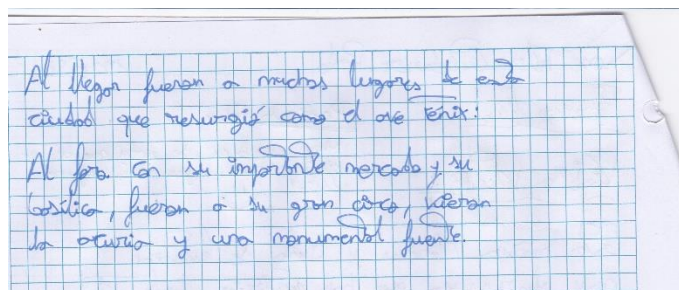 Al llegar fueron a muchos lugares de esta
ciudad que resurgió como el ave fénix:
Al foro con su importante mercado y su
basílica, fueron a su gran circo, vieron
la curia y una monumental fuente.